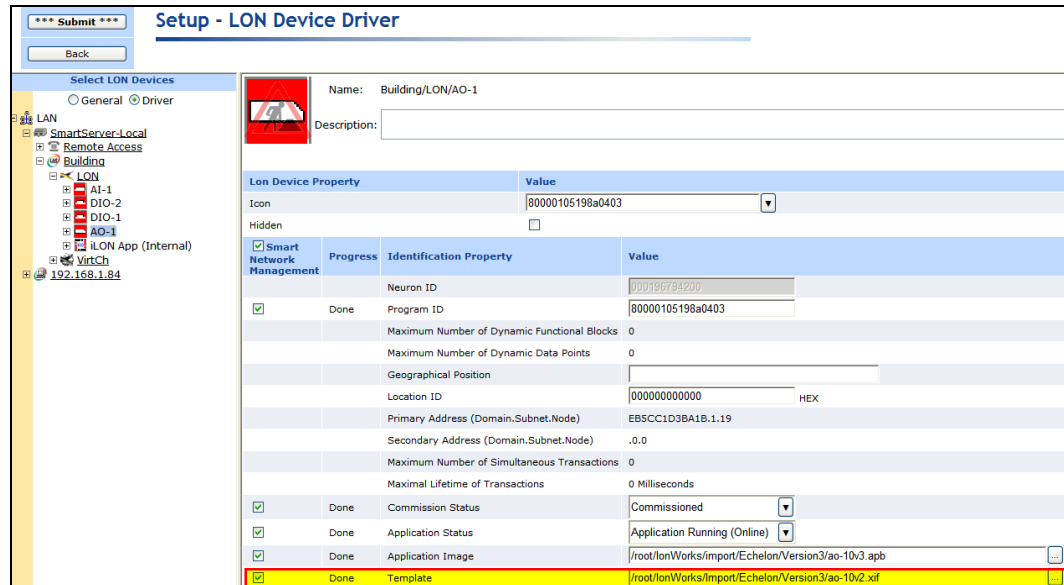 *** Submit ***
Setup - LON Device Driver
Back
Select LON Devices
General Driver
LAN
SmartServer-Local
Remote Access
Building
LON
AI-1
DIO-2
DIO-1
AO-1
iLON App (Internal)
VirtCh
192.168.1.84
Name: Building/LON/AO-1
Description:
Lon Device Property Value
Icon 80000105198a0403
Hidden
Smart Network Management Progress Identification Property Value
Neuron ID 000196794200
Done Program ID 80000105198a0403
Maximum Number of Dynamic Functional Blocks 0
Maximum Number of Dynamic Data Points 0
Geographical Position
Location ID 000000000000 HEX
Primary Address (Domain.Subnet.Node) EB5CC1D3BA1B.1.19
Secondary Address (Domain.Subnet.Node) .0.0
Maximum Number of Simultaneous Transactions 0
Maximal Lifetime of Transactions 0 Milliseconds
Done Commission Status Commissioned
Done Application Status Application Running (Online)
Done Application Image /root/lonWorks/import/Echelon/Version3/ao-10v3.apb ...
Done Template /root/lonWorks/Import/Echelon/Version3/ao-10v2.xif ...